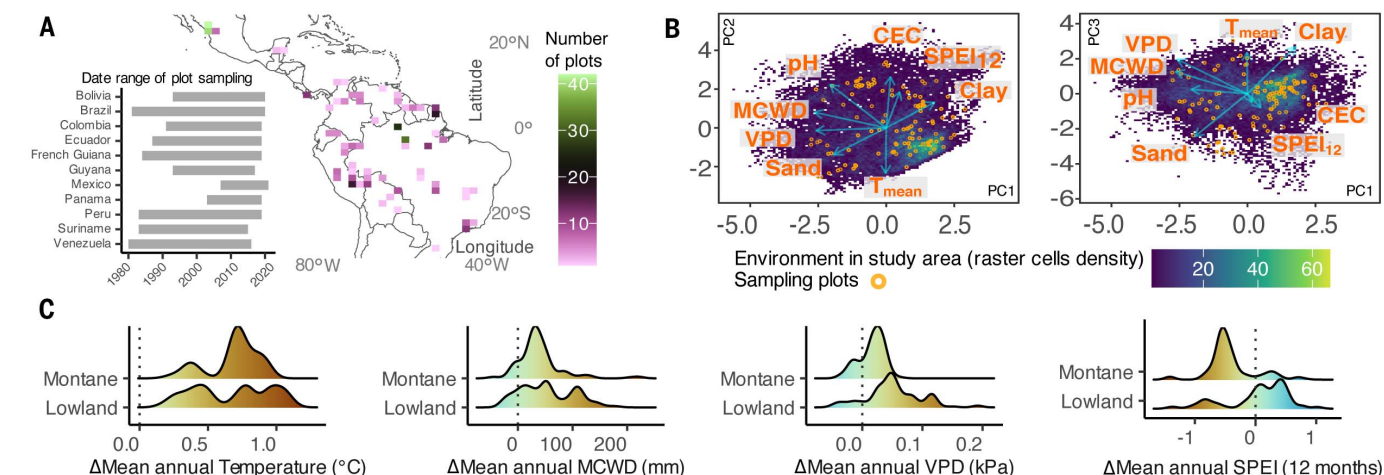 A
Date range of plot sampling
Bolivia
Brazil
Colombia
Ecuador
French Guiana
Guyana
Mexico
Panama
Peru
Suriname
Venezuela
1980 1990 2000 2010 2020
20°N
0°
20°S
Latitude
Longitude
80°W 40°W
Number
of plots
40
30
20
10
B
PC2
CEC
SPEI12
pH
Clay
MCWD
VPD
Sand
Tmean
PC1
4
2
0
-2
-5.0 -2.5 0.0 2.5
PC3
Tmean
Clay
VPD
MCWD
pH
CEC
Sand
SPEI12
PC1
4
2
0
-3
-6
-5.0 -2.5 0.0 2.5
Environment in study area (raster cells density)
20 40 60
Sampling plots
C
Montane
Lowland
0.0 0.5 1.0
ΔMean annual Temperature (°C)
Montane
Lowland
0 100 200
ΔMean annual MCWD (mm)
Montane
Lowland
0.0 0.1 0.2
ΔMean annual VPD (kPa)
Montane
Lowland
-1 0 1
ΔMean annual SPEI (12 months)